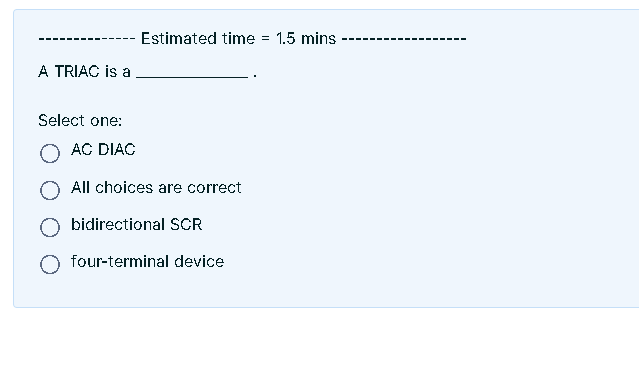 -------------- Estimated time = 1.5 mins ------------------
A TRIAC is a ______________ .
Select one:
AC DIAC
All choices are correct
bidirectional SCR
four-terminal device